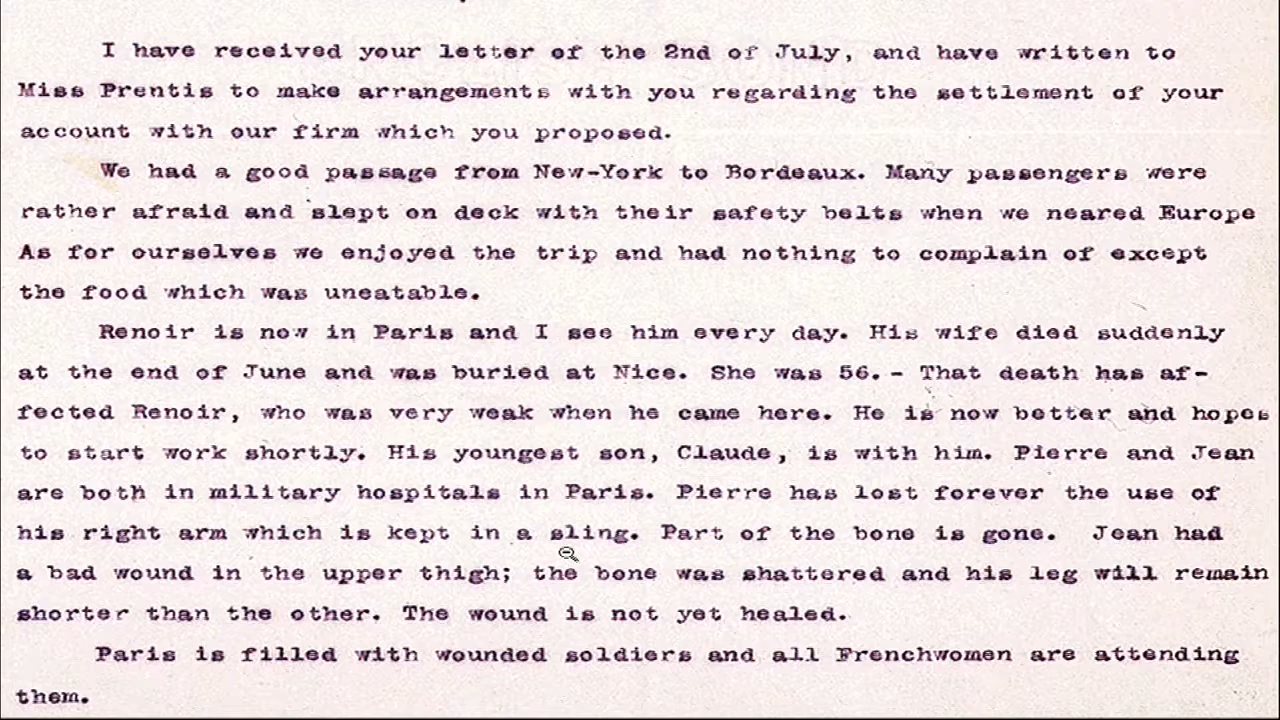 I have received your letter of the 2nd of July, and have written to
Miss Prentis to make arrangements with you regarding the settlement of your
account with our firm which you proposed.
We had a good passage from New-York to Bordeaux. Many passengers were
rather afraid and slept on deck with their safety belts when we neared Europe
As for ourselves we enjoyed the trip and had nothing to complain of except
the food which was uneatable.
Renoir is now in Paris and I see him every day. His wife died suddenly
at the end of June and was buried at Nice. She was 56.- That death has af-
fected Renoir, who was very weak when he came here. He is now better and hopes
to start work shortly. His youngest son, Claude, is with him. Pierre and Jean
are both in military hospitals in Paris. Pierre has lost forever the use of
his right arm which is kept in a sling. Part of the bone is gone. Jean had
a bad wound in the upper thigh; the bone was shattered and his leg will remain
shorter than the other. The wound is not yet healed.
Paris is filled with wounded soldiers and all Frenchwomen are attending
them.